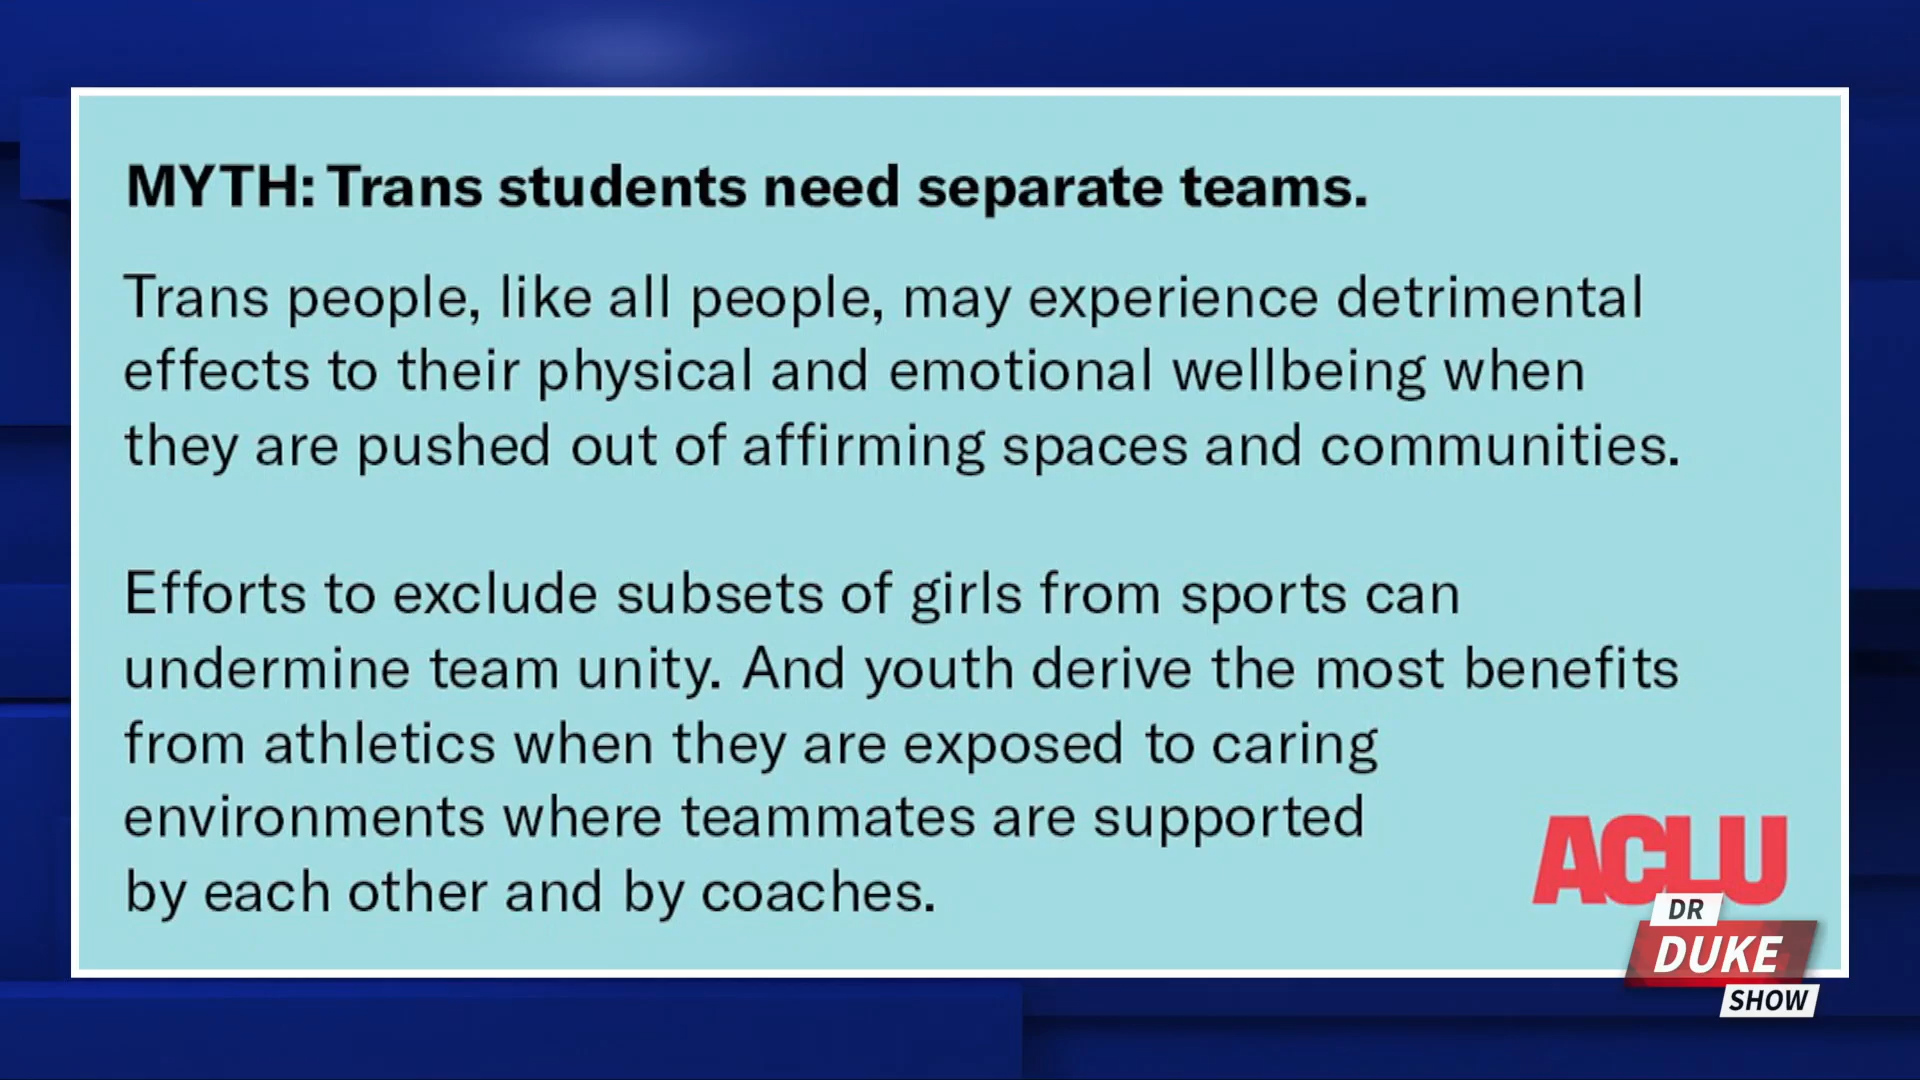 MYTH: Trans students need separate teams.
Trans people, like all people, may experience detrimental
effects to their physical and emotional wellbeing when
they are pushed out of affirming spaces and communities.
Efforts to exclude subsets of girls from sports can
undermine team unity. And youth derive the most benefits
from athletics when they are exposed to caring
environments where teammates are supported
by each other and by coaches.
ACLU
DR
DUKE
SHOW